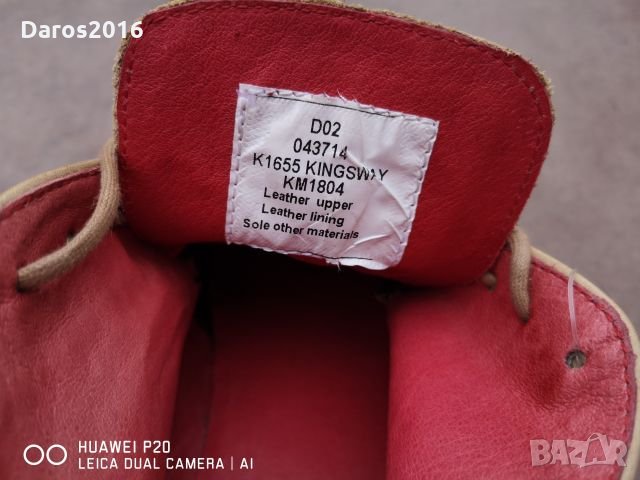 Daros2016
D02
043714
K1655 KINGSWAY
KM1804
Leather upper
Leather lining
Sole other materials
HUAWEI P20
LEICA DUAL CAMERA | AI
BAZAR